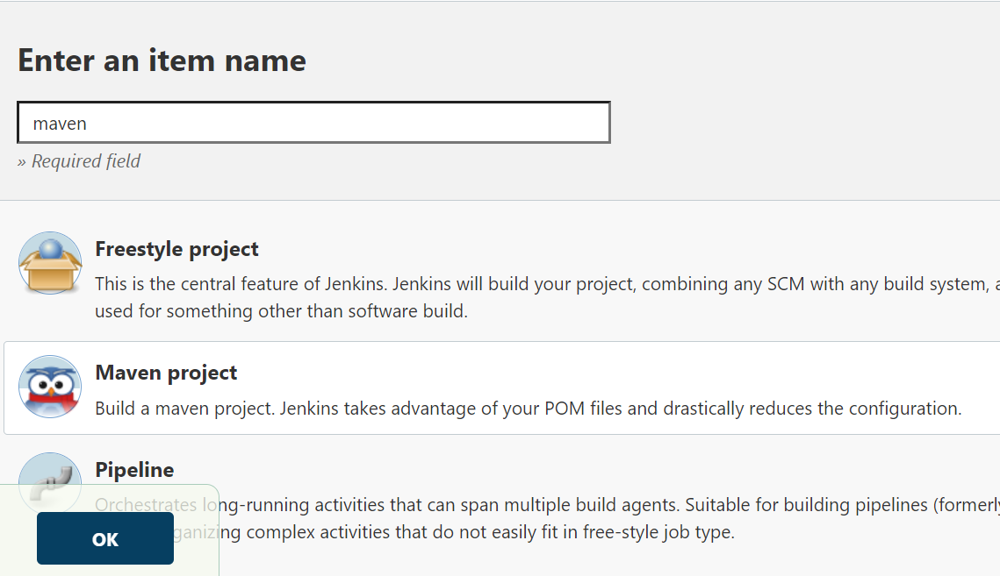 Enter an item name
maven
» Required field
Freestyle project
This is the central feature of Jenkins. Jenkins will build your project, combining any SCM with any build system,
used for something other than software build.
Maven project
Build a maven project. Jenkins takes advantage of your POM files and drastically reduces the configuration.
Pipeline
Orchestrates long-running activities that can span multiple build agents. Suitable for building pipelines (formerly
complex activities that do not easily fit in free-style job type.
OK